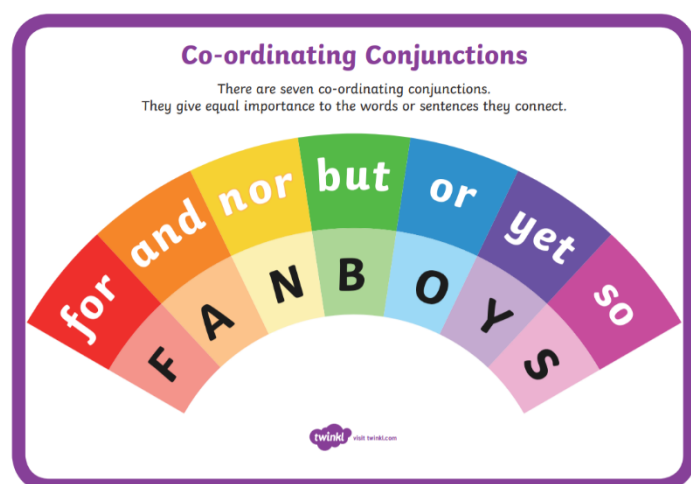 Co-ordinating Conjunctions
There are seven co-ordinating conjunctions.
They give equal importance to the words or sentences they connect.
for and nor but or yet so
F A N B O Y S
twinkl visit twinkl.com